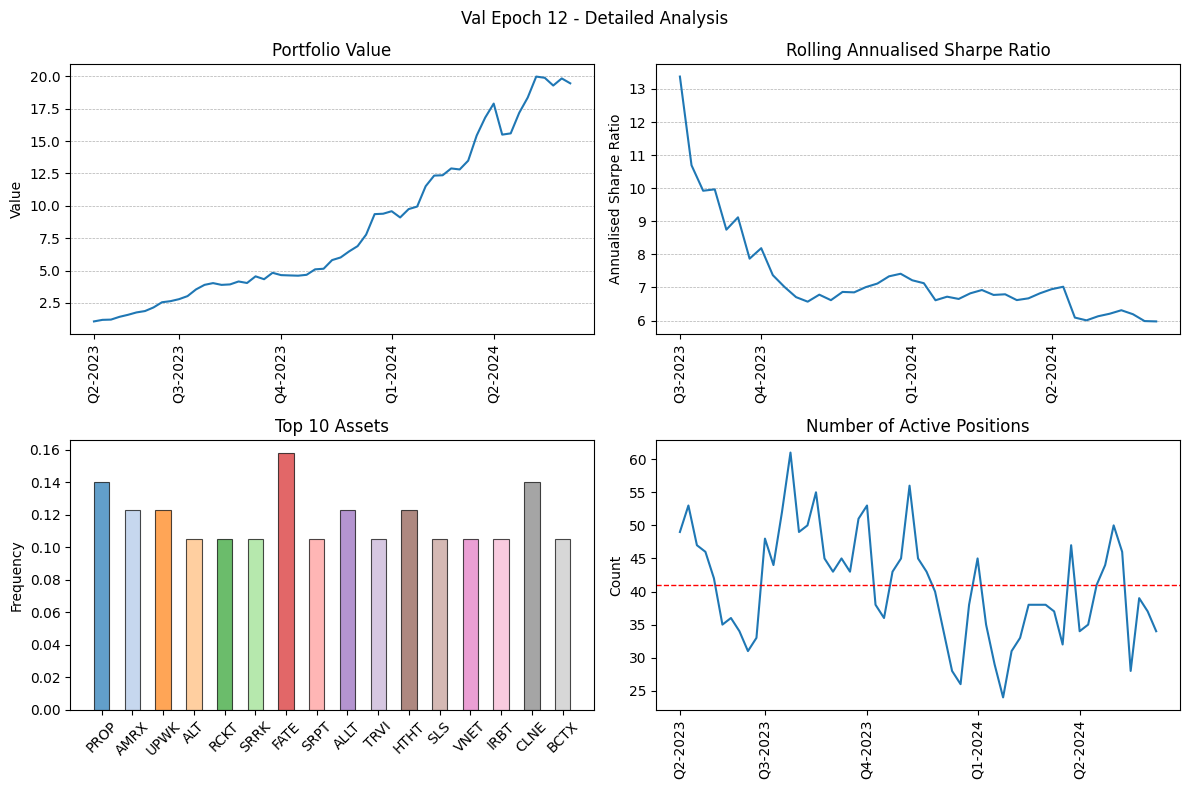 Val Epoch 12 - Detailed Analysis
Portfolio Value
Value
20.0
17.5
15.0
12.5
10.0
7.5
5.0
2.5
Q2-2023
Q3-2023
Q4-2023
Q1-2024
Q2-2024
Rolling Annualised Sharpe Ratio
Annualised Sharpe Ratio
13
12
11
10
9
8
7
6
Q3-2023
Q4-2023
Q1-2024
Q2-2024
Top 10 Assets
Frequency
0.16
0.14
0.12
0.10
0.08
0.06
0.04
0.02
0.00
PROP
AMRX
UPWK
ALT
RCKT
SRRK
FATE
SRPT
ALLT
TRVI
HTHT
SLS
VNET
IRBT
CLNE
BCTX
Number of Active Positions
Count
60
55
50
45
40
35
30
25
Q2-2023
Q3-2023
Q4-2023
Q1-2024
Q2-2024